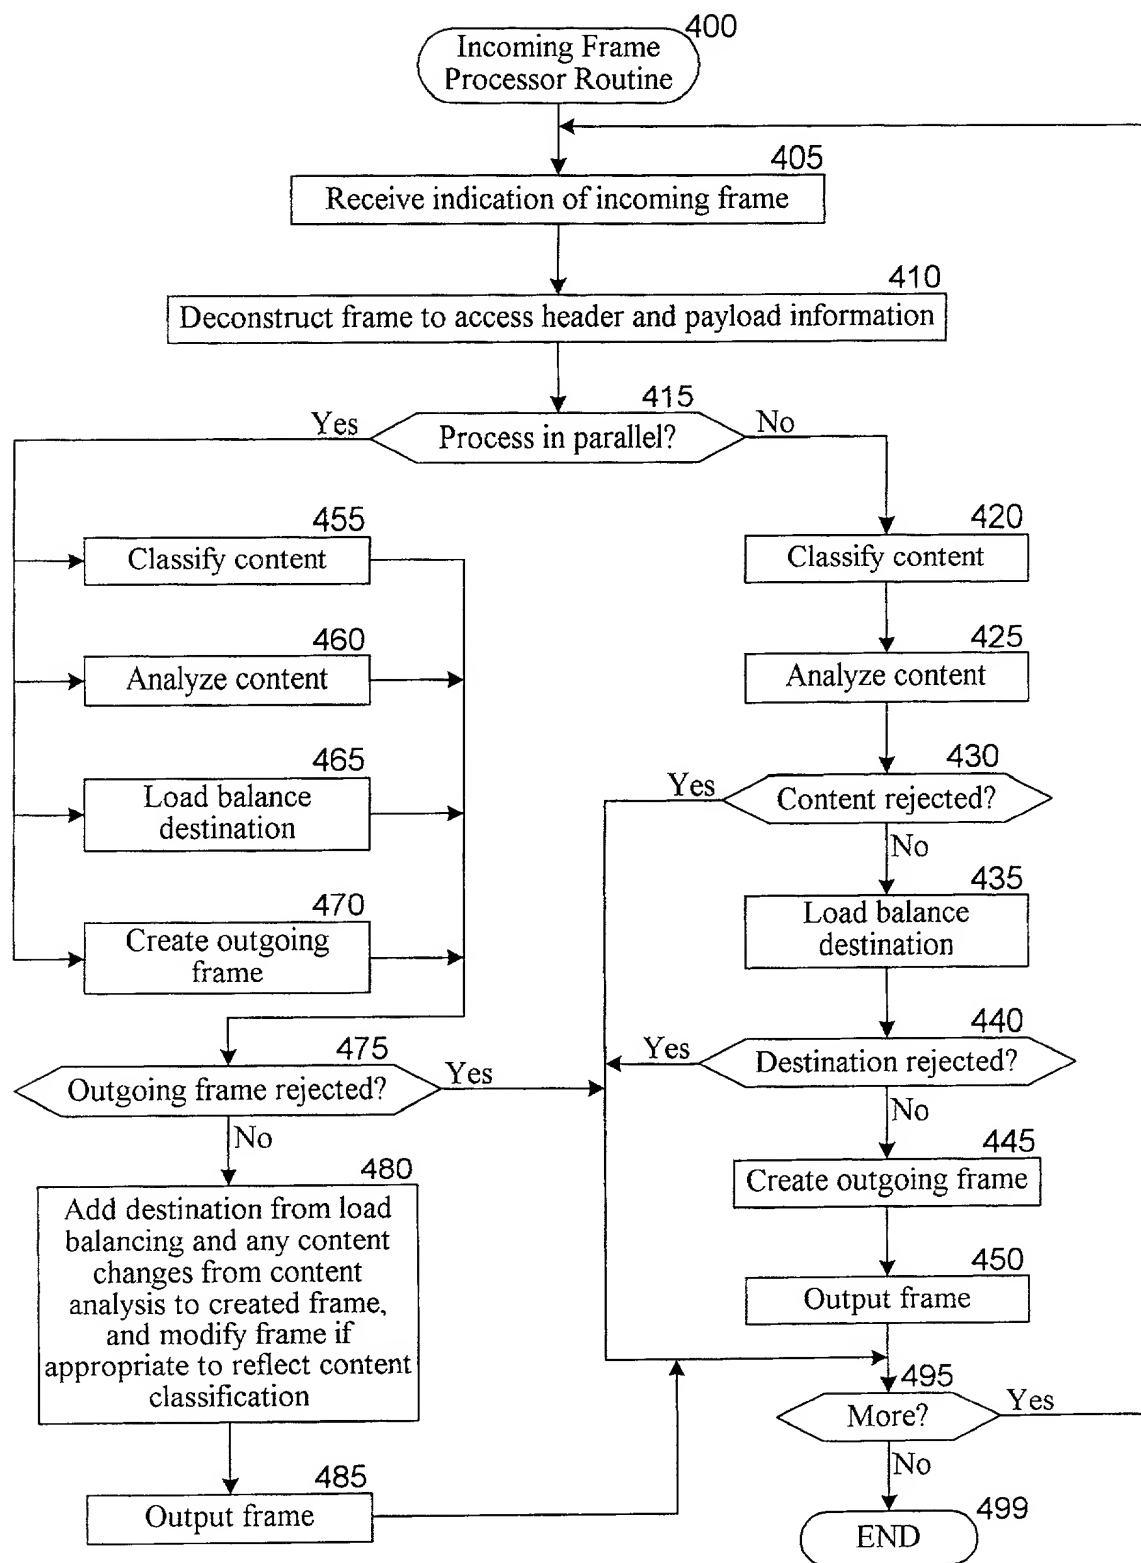 400
Incoming Frame
Processor Routine
405
Receive indication of incoming frame
410
Deconstruct frame to access header and payload information
415
Yes
Process in parallel?
No
455
Classify content
460
Analyze content
465
Load balance
destination
470
Create outgoing
frame
475
Outgoing frame rejected?
Yes
No
480
Add destination from load
balancing and any content
changes from content
analysis to created frame,
and modify frame if
appropriate to reflect content
classification
485
Output frame
420
Classify content
425
Analyze content
430
Yes
Content rejected?
No
435
Load balance
destination
440
Yes
Destination rejected?
No
445
Create outgoing frame
450
Output frame
495
More?
Yes
No
499
END